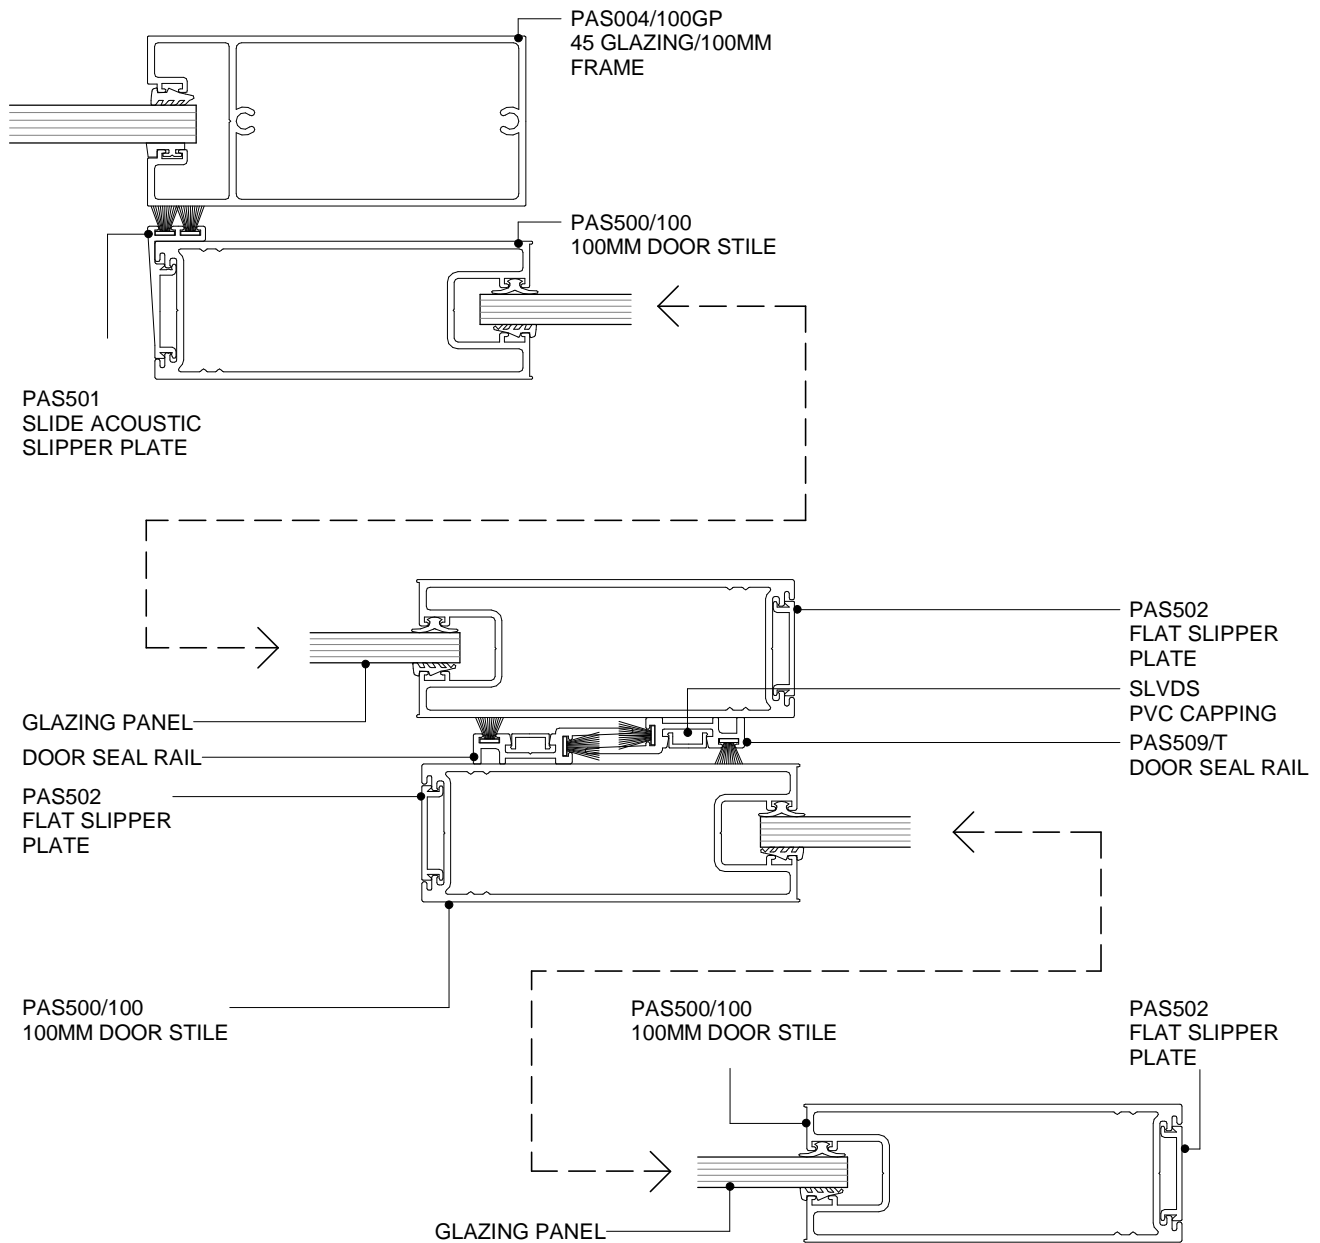 PAS004/100GP
45 GLAZING/100MM
FRAME
PAS500/100
100MM DOOR STILE
PAS501
SLIDE ACOUSTIC
SLIPPER PLATE
PAS502
FLAT SLIPPER
PLATE
SLVDS
PVC CAPPING
GLAZING PANEL
PAS509/T
DOOR SEAL RAIL
DOOR SEAL RAIL
PAS502
FLAT SLIPPER
PLATE
PAS500/100
100MM DOOR STILE
PAS500/100
100MM DOOR STILE
PAS502
FLAT SLIPPER
PLATE
GLAZING PANEL